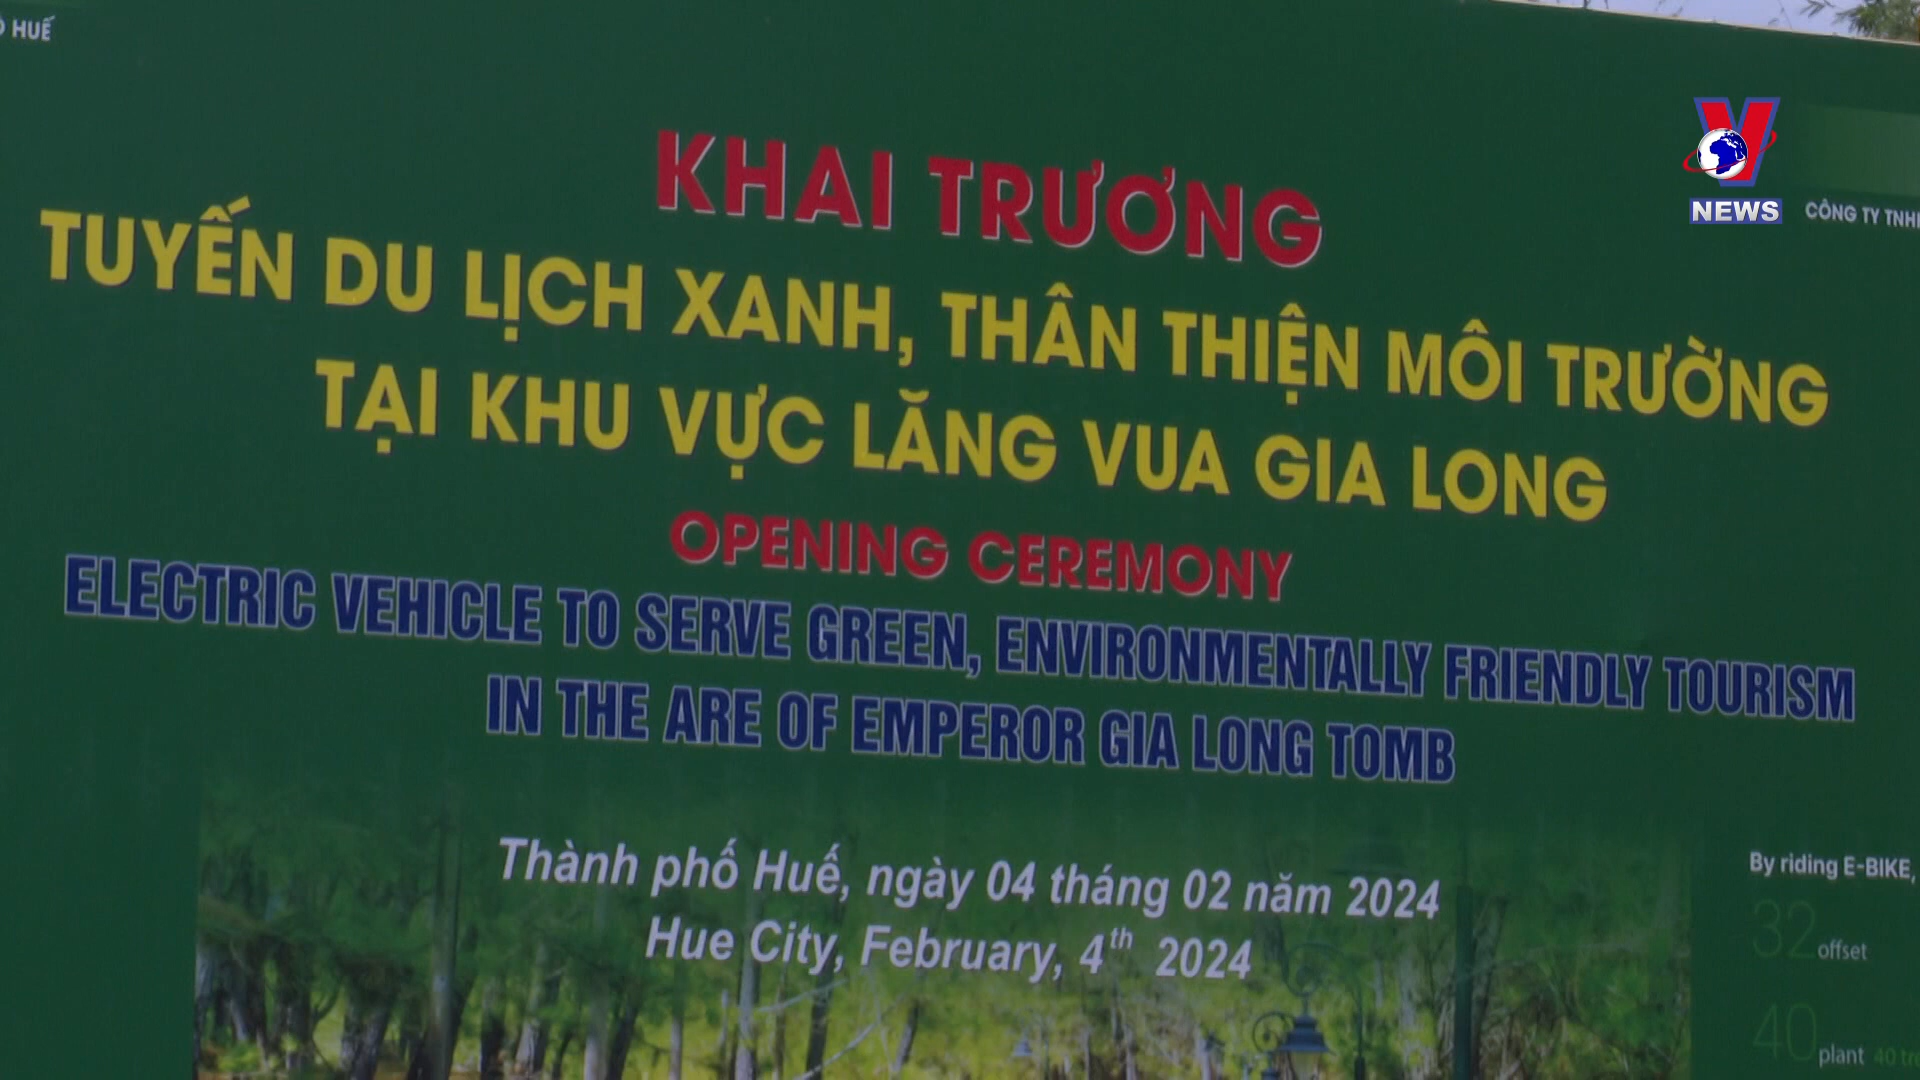 HUẾ
NEWS
CÔNG TY TNHH
KHAI TRƯƠNG
TUYẾN DU LỊCH XANH, THÂN THIỆN MÔI TRƯỜNG
TẠI KHU VỰC LĂNG VUA GIA LONG
OPENING CEREMONY
ELECTRIC VEHICLE TO SERVE GREEN, ENVIRONMENTALLY FRIENDLY TOURISM
IN THE ARE OF EMPEROR GIA LONG TOMB
Thành phố Huế, ngày 04 tháng 02 năm 2024
Hue City, February, 4th 2024
By riding E-BIKE,
32 offset
40 plant 40